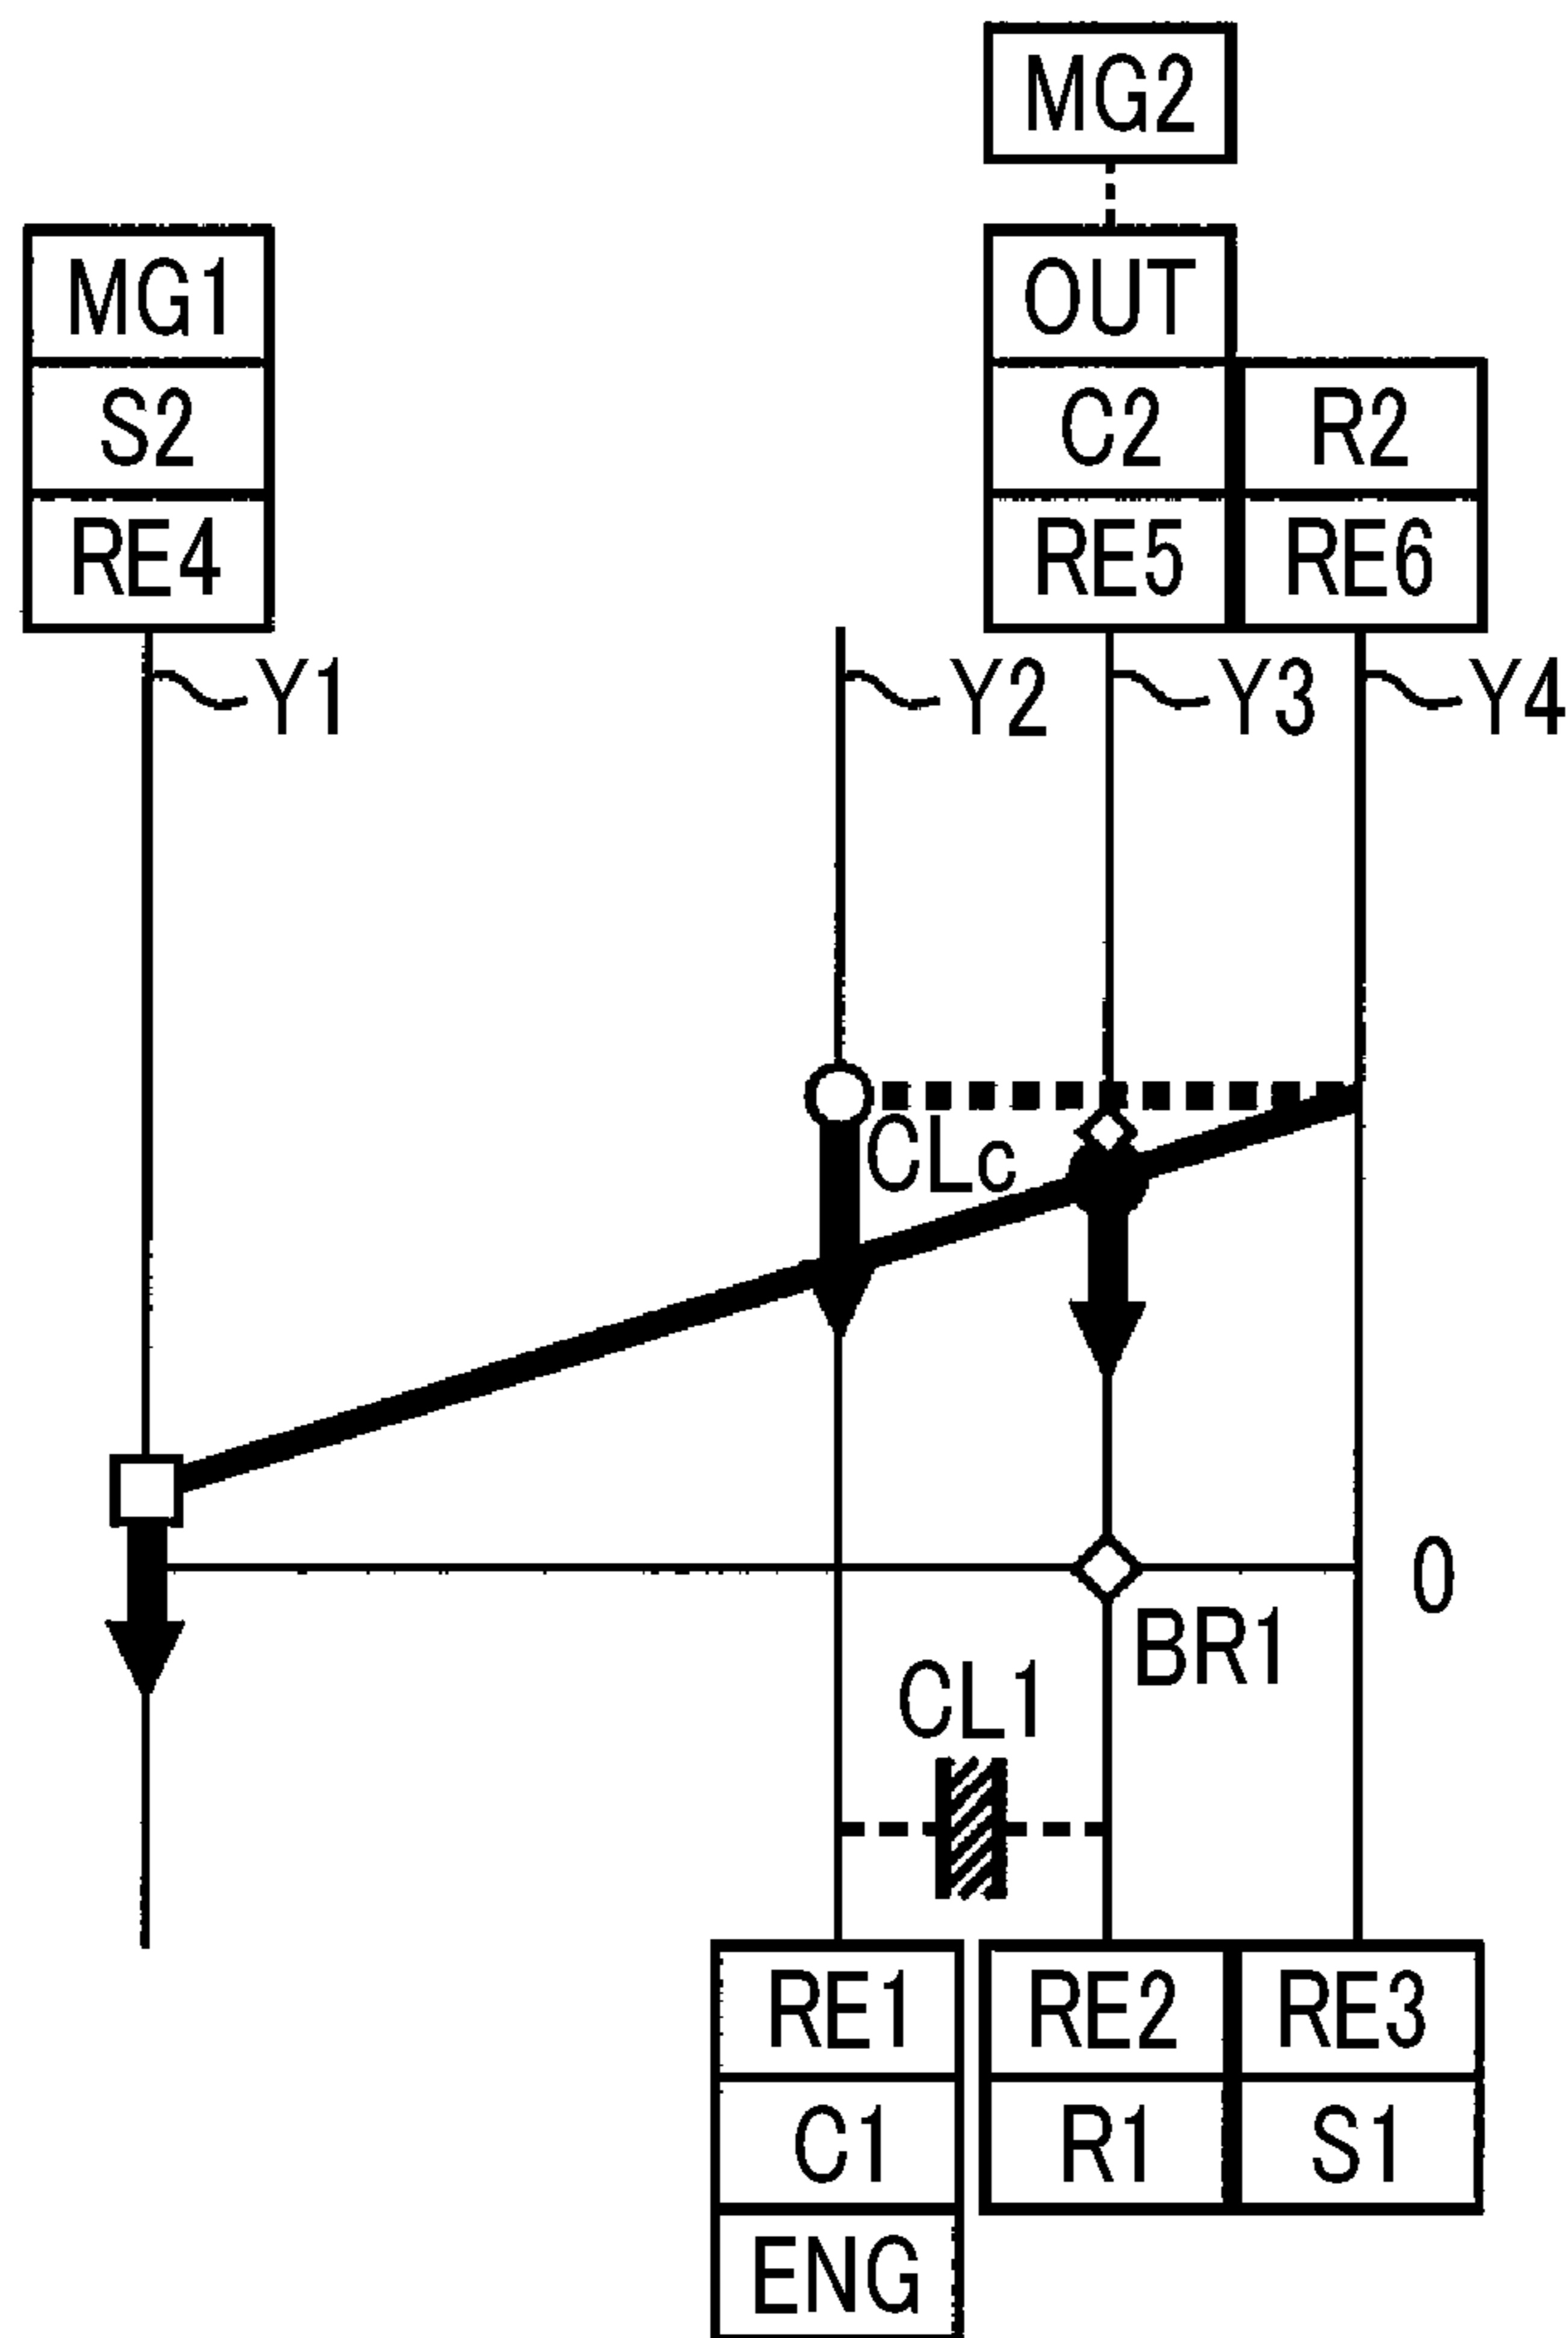 MG2
MG1 OUT
S2 C2 R2
RE4 RE5 RE6
Y1 Y2 Y3 Y4
CLc
0
BR1
CL1
RE1 RE2 RE3
C1 R1 S1
ENG